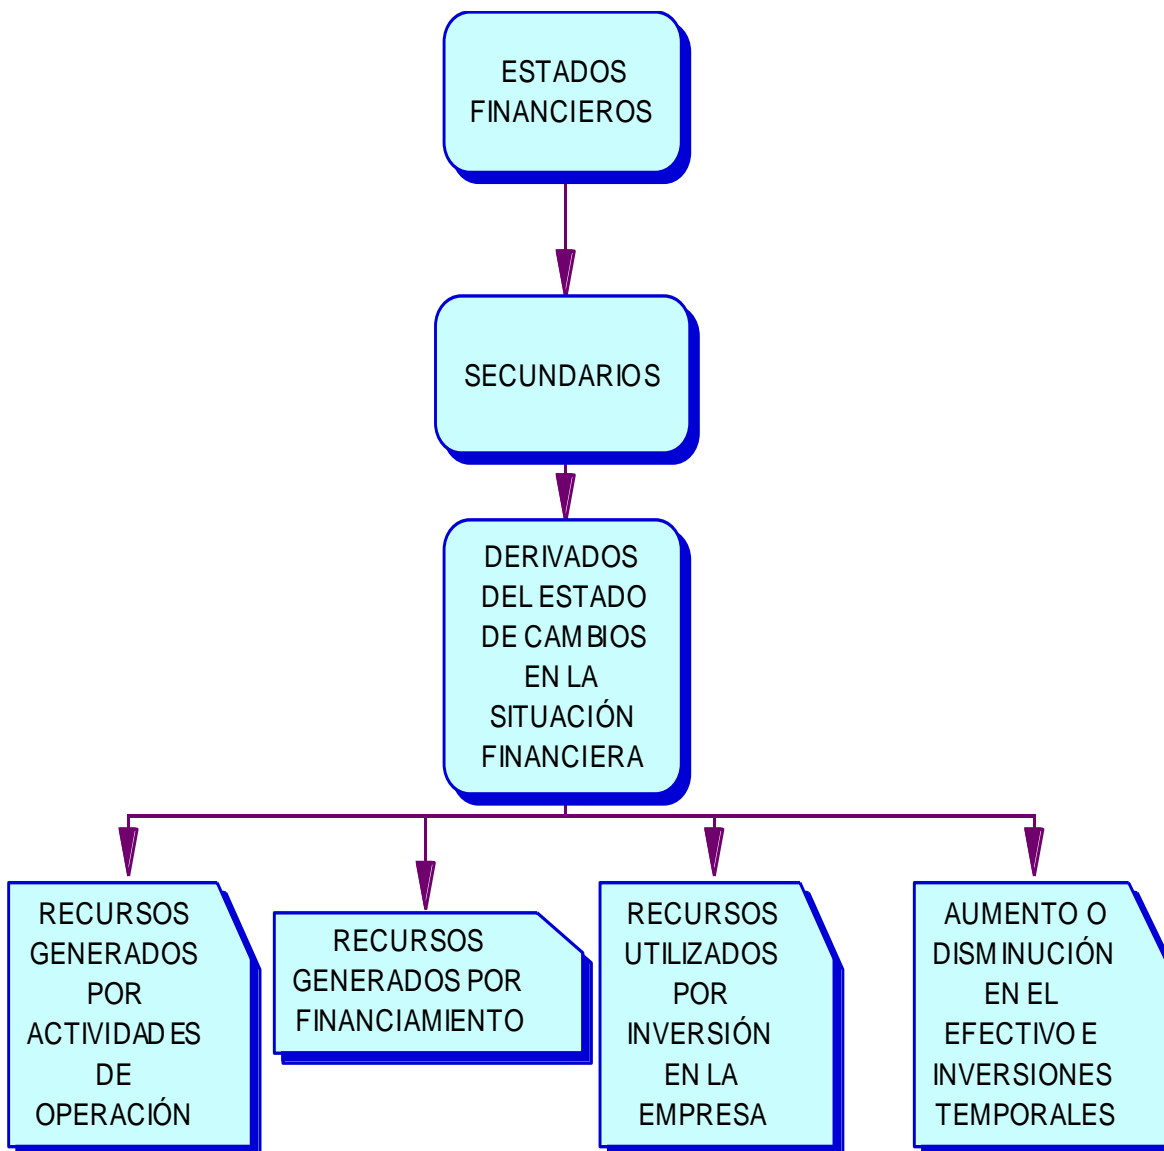 ESTADOS
FINANCIEROS
SECUNDARIOS
DERIVADOS
DEL ESTADO
DE CAMBIOS
EN LA
SITUACIÓN
FINANCIERA
RECURSOS
GENERADOS
POR
ACTIVIDADES
DE
OPERACIÓN
RECURSOS
GENERADOS POR
FINANCIAMIENTO
RECURSOS
UTILIZADOS
POR
INVERSIÓN
EN LA
EMPRESA
AUMENTO O
DISMINUCIÓN
EN EL
EFECTIVO E
INVERSIONES
TEMPORALES